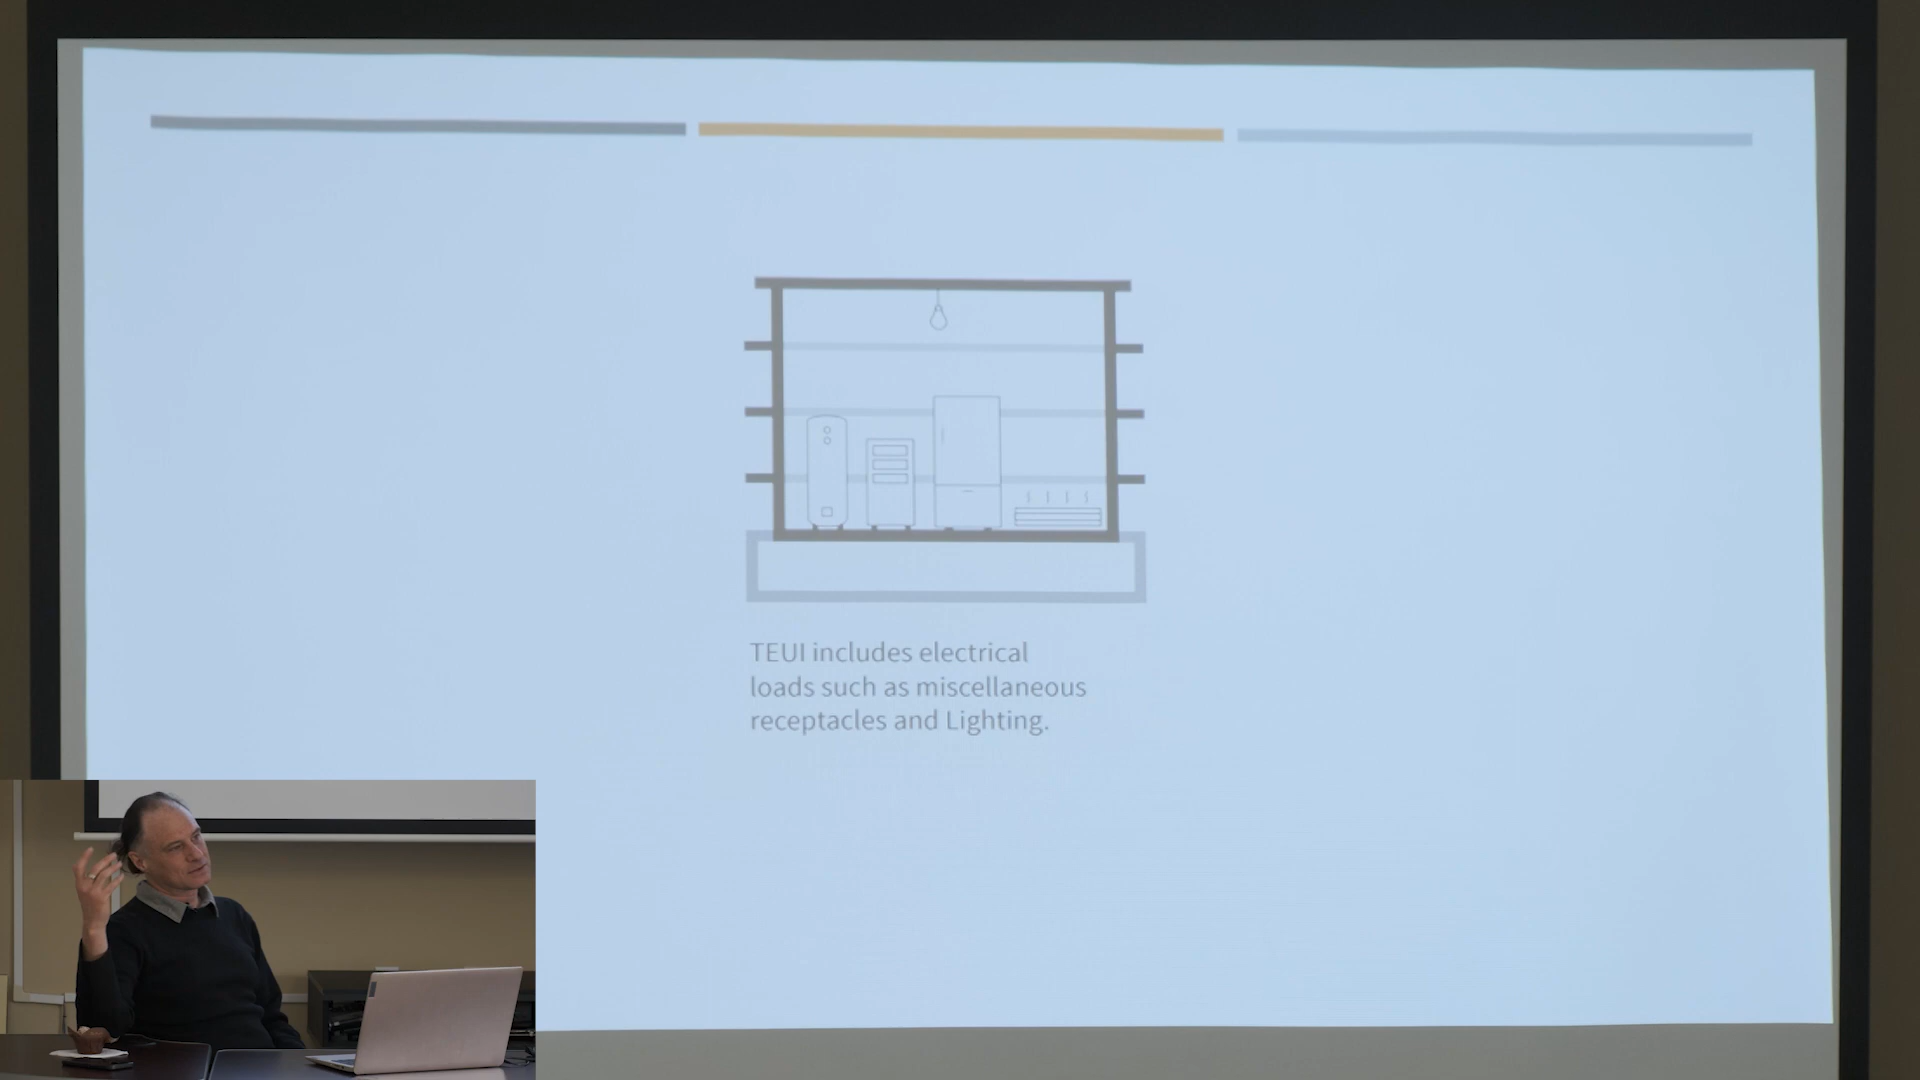 TEUI includes electrical
loads such as miscellaneous
receptacles and Lighting.